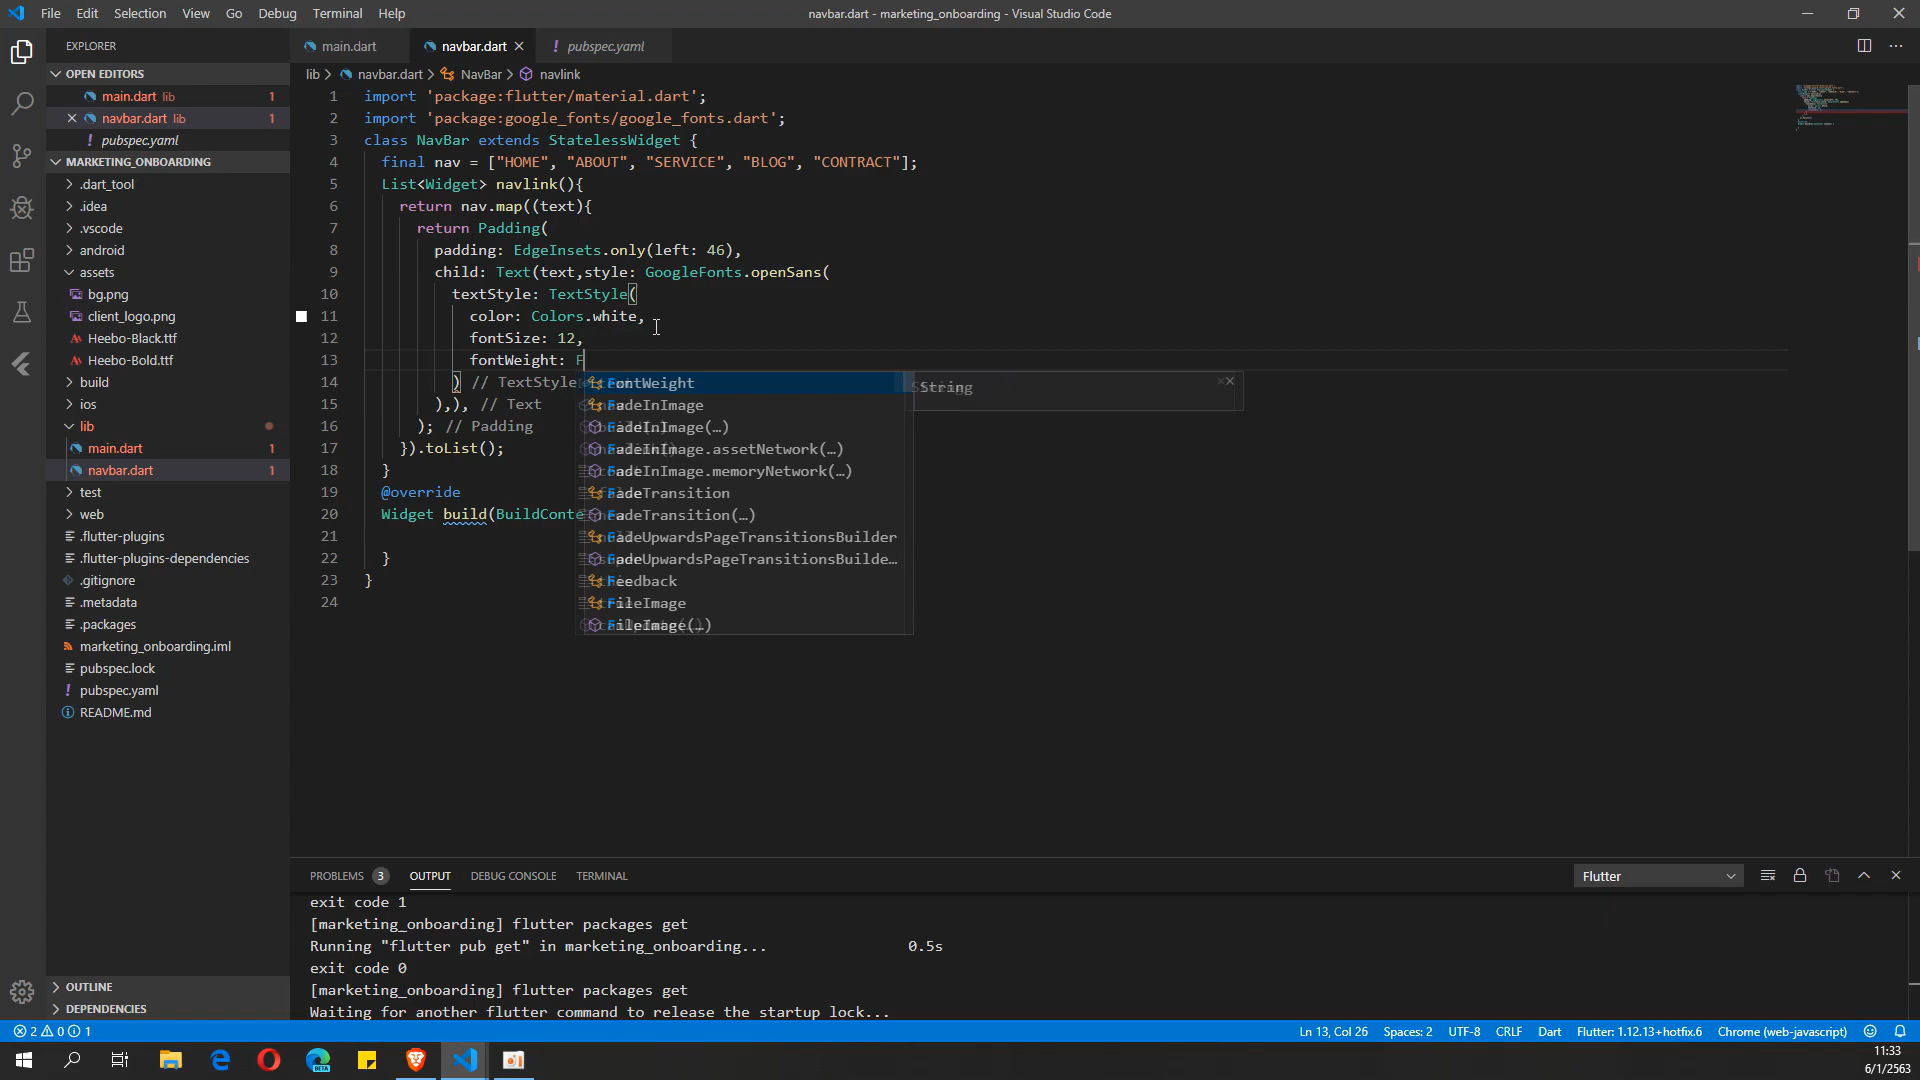 File Edit Selection View Go Debug Terminal Help
navbar.dart - marketing_onboarding - Visual Studio Code
EXPLORER
OPEN EDITORS
main.dart lib 1
navbar.dart lib 1
pubspec.yaml
MARKETING_ONBOARDING
.dart_tool
.idea
.vscode
android
assets
bg.png
client_logo.png
Heebo-Black.ttf
Heebo-Bold.ttf
build
ios
lib
main.dart 1
navbar.dart 1
test
web
.flutter-plugins
.flutter-plugins-dependencies
.gitignore
.metadata
.packages
marketing_onboarding.iml
pubspec.lock
pubspec.yaml
README.md
OUTLINE
DEPENDENCIES
main.dart navbar.dart pubspec.yaml
lib > navbar.dart > NavBar > navlink
1 import 'package:flutter/material.dart';
2 import 'package:google_fonts/google_fonts.dart';
3 class NavBar extends StatelessWidget {
4 final nav = ["HOME", "ABOUT", "SERVICE", "BLOG", "CONTRACT"];
5 List<Widget> navlink(){
6 return nav.map((text){
7 return Padding(
8 padding: EdgeInsets.only(left: 46),
9 child: Text(text,style: GoogleFonts.openSans(
10 textStyle: TextStyle(
11 color: Colors.white,
12 fontSize: 12,
13 fontWeight: F
14 ) // TextStyle
15 ),), // Text
16 ); // Padding
17 }).toList();
18 }
19 @override
20 Widget build(BuildConte
21
22 }
23 }
24
FontWeight
FadeInImage
FadeInImage(…)
FadeInImage.assetNetwork(…)
FadeInImage.memoryNetwork(…)
FadeTransition
FadeTransition(…)
FadeUpwardsPageTransitionsBuilder
FadeUpwardsPageTransitionsBuilde…
Feedback
FileImage
FileImage(…)
String
PROBLEMS 3 OUTPUT DEBUG CONSOLE TERMINAL
Flutter
exit code 1
[marketing_onboarding] flutter packages get
Running "flutter pub get" in marketing_onboarding... 0.5s
exit code 0
[marketing_onboarding] flutter packages get
Waiting for another flutter command to release the startup lock...
2 0 1
Ln 13, Col 26 Spaces: 2 UTF-8 CRLF Dart Flutter: 1.12.13+hotfix.6 Chrome (web-javascript)
BETA
11:33
6/1/2563